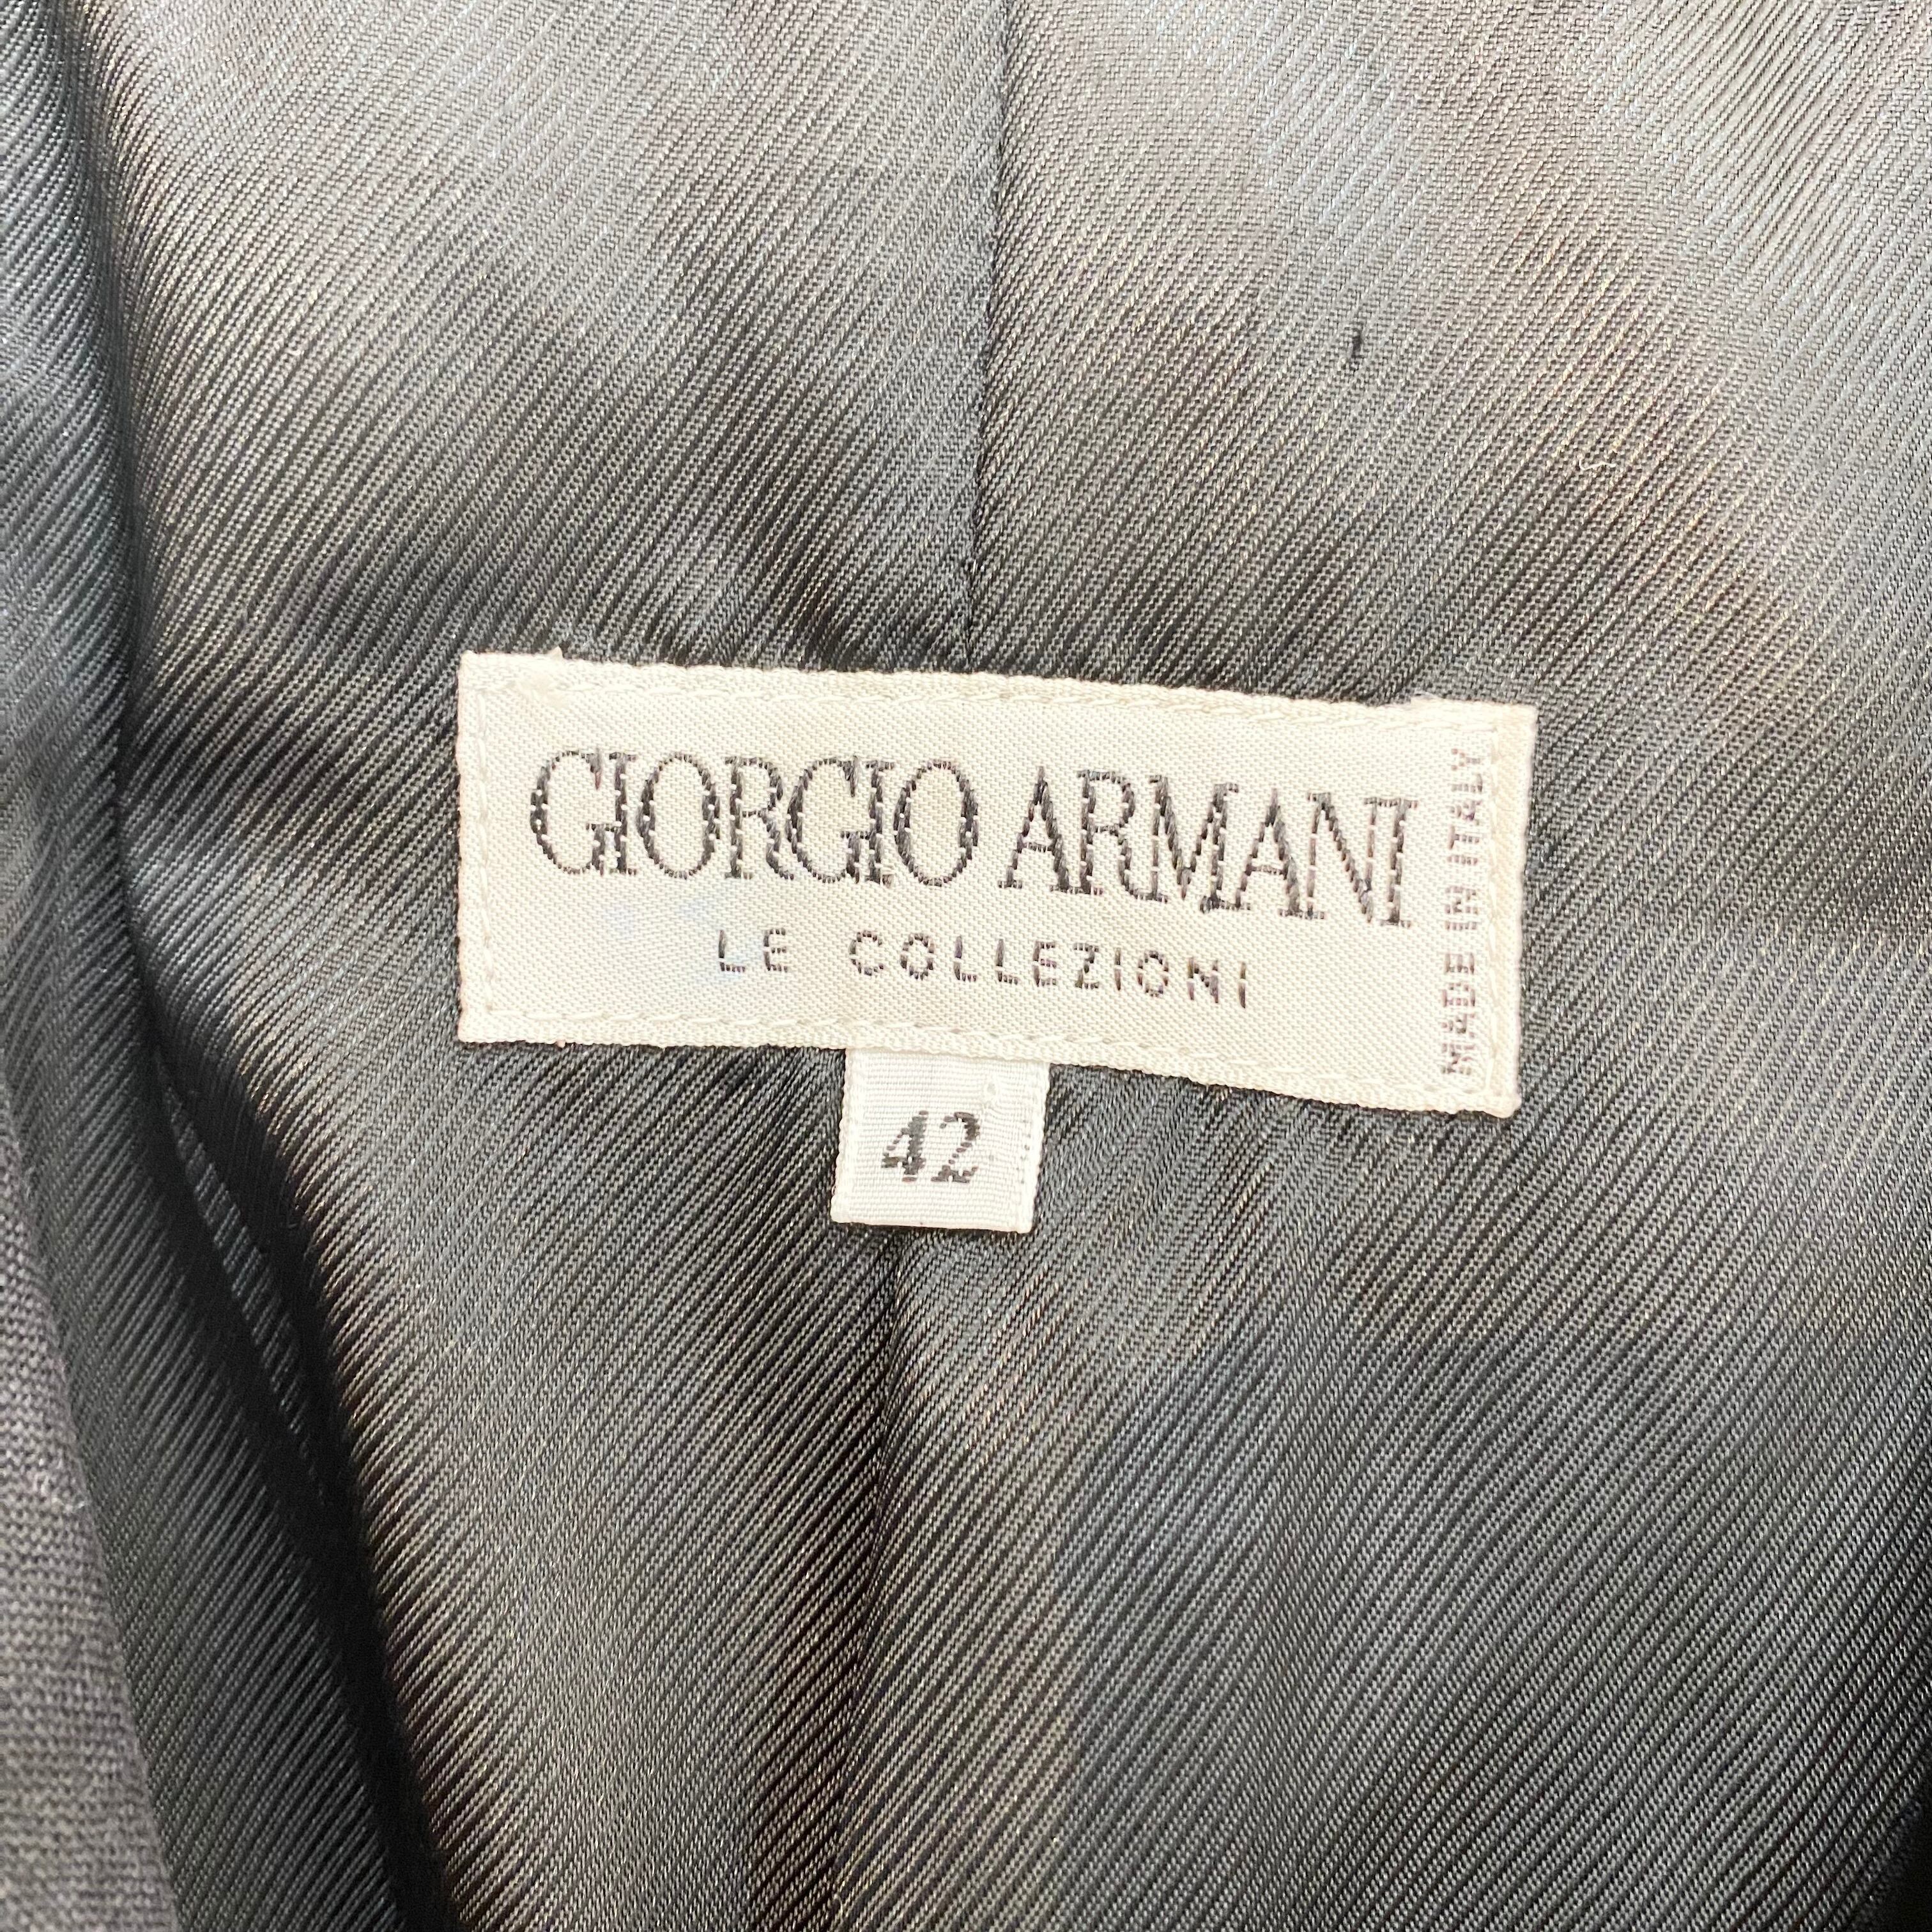 GIORGIO ARMANI
LE COLLEZIONI
MADE IN ITALY
42